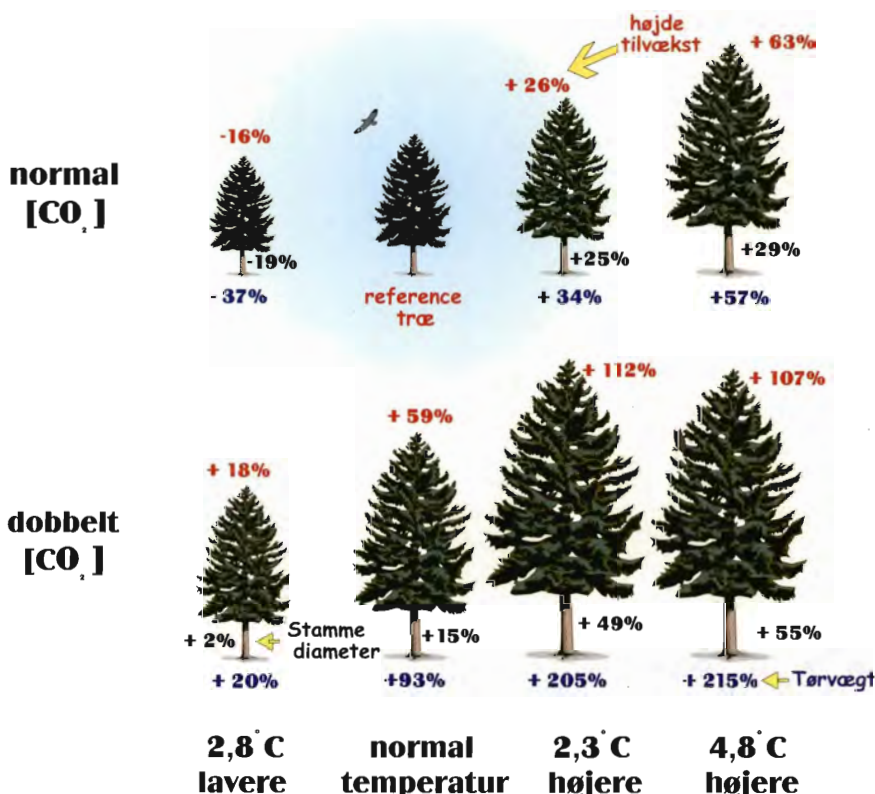 højde
tilvækst
+ 63%
+ 26%
-16%
normal
[CO₂]
-19%
+25%
+29%
- 37%
reference
træ
+ 34%
+57%
+ 112%
+ 107%
+ 59%
+ 18%
dobbelt
[CO₂]
+ 2%
Stamme
diameter
+15%
+ 49%
+ 55%
+ 20%
+93%
+ 205%
+ 215%
Tørvægt
2,8°C
lavere
normal
temperatur
2,3°C
højere
4,8°C
højere